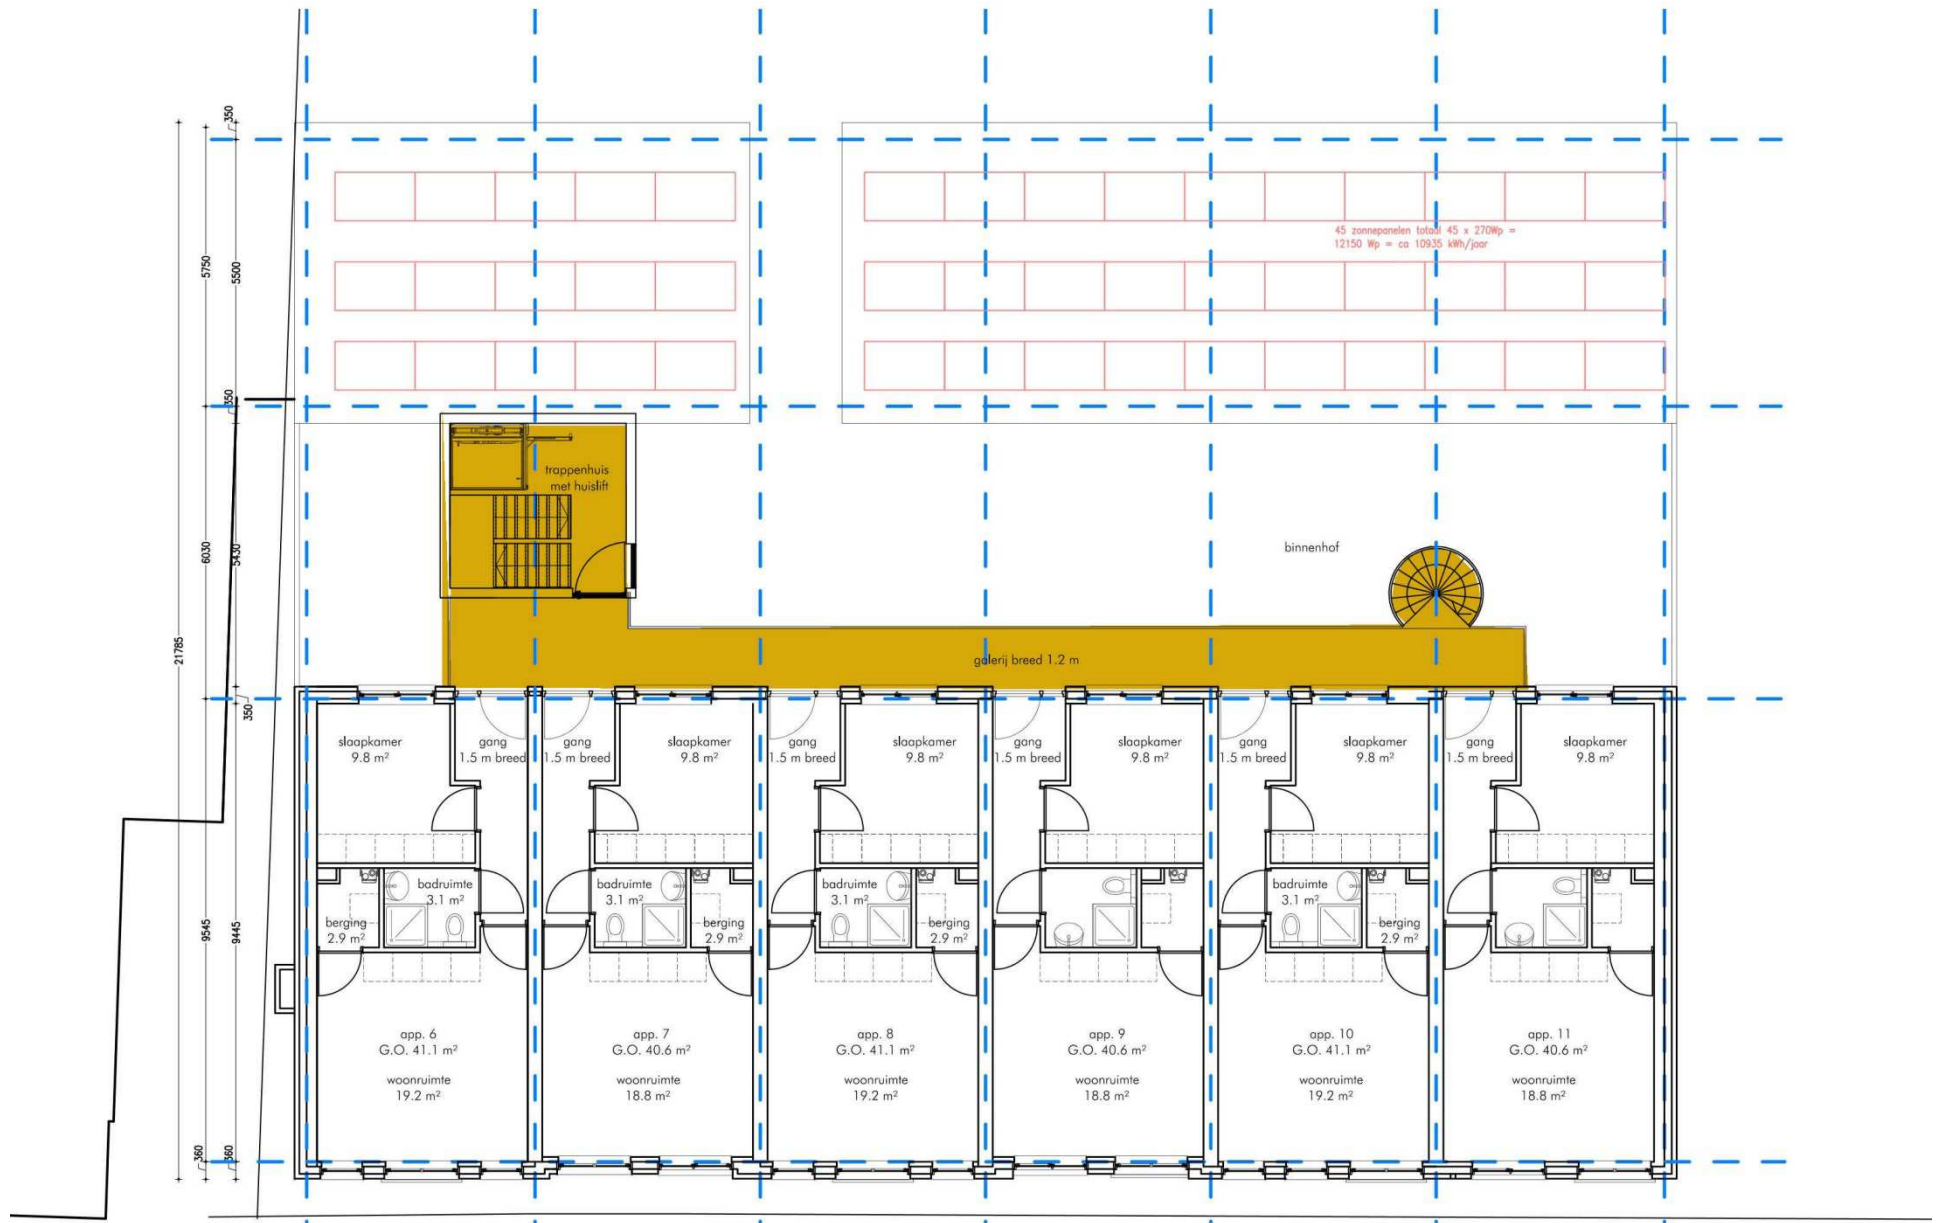 350
5750
5500
45 zonnepanelen totaal 45 x 270Wp =
12150 Wp = ca 10935 kWh/jaar
350
trappenhuis
met huislift
6030
5430
binnenhof
21785
galerij breed 1.2 m
350
slaapkamer
9.8 m²
gang
1.5 m breed
gang
1.5 m breed
slaapkamer
9.8 m²
gang
1.5 m breed
slaapkamer
9.8 m²
gang
1.5 m breed
slaapkamer
9.8 m²
gang
1.5 m breed
slaapkamer
9.8 m²
gang
1.5 m breed
slaapkamer
9.8 m²
badruimte
3.1 m²
berging
2.9 m²
badruimte
3.1 m²
berging
2.9 m²
badruimte
3.1 m²
berging
2.9 m²
badruimte
3.1 m²
berging
2.9 m²
9545
9445
app. 6
G.O. 41.1 m²
woonruimte
19.2 m²
app. 7
G.O. 40.6 m²
woonruimte
18.8 m²
app. 8
G.O. 41.1 m²
woonruimte
19.2 m²
app. 9
G.O. 40.6 m²
woonruimte
18.8 m²
app. 10
G.O. 41.1 m²
woonruimte
19.2 m²
app. 11
G.O. 40.6 m²
woonruimte
18.8 m²
360
360